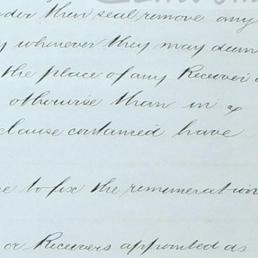 under their seal remove any
whenever they may deem
the place of any Receiver
otherwise than in
clause contained have
to fix the remuneration
or Receivers appointed as